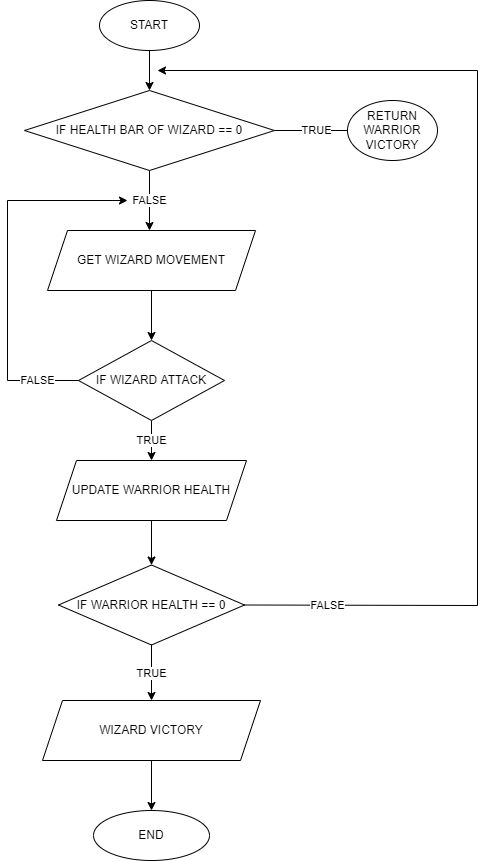 START
IF HEALTH BAR OF WIZARD == 0
TRUE
RETURN
WARRIOR
VICTORY
FALSE
GET WIZARD MOVEMENT
FALSE
IF WIZARD ATTACK
TRUE
UPDATE WARRIOR HEALTH
IF WARRIOR HEALTH == 0
FALSE
TRUE
WIZARD VICTORY
END